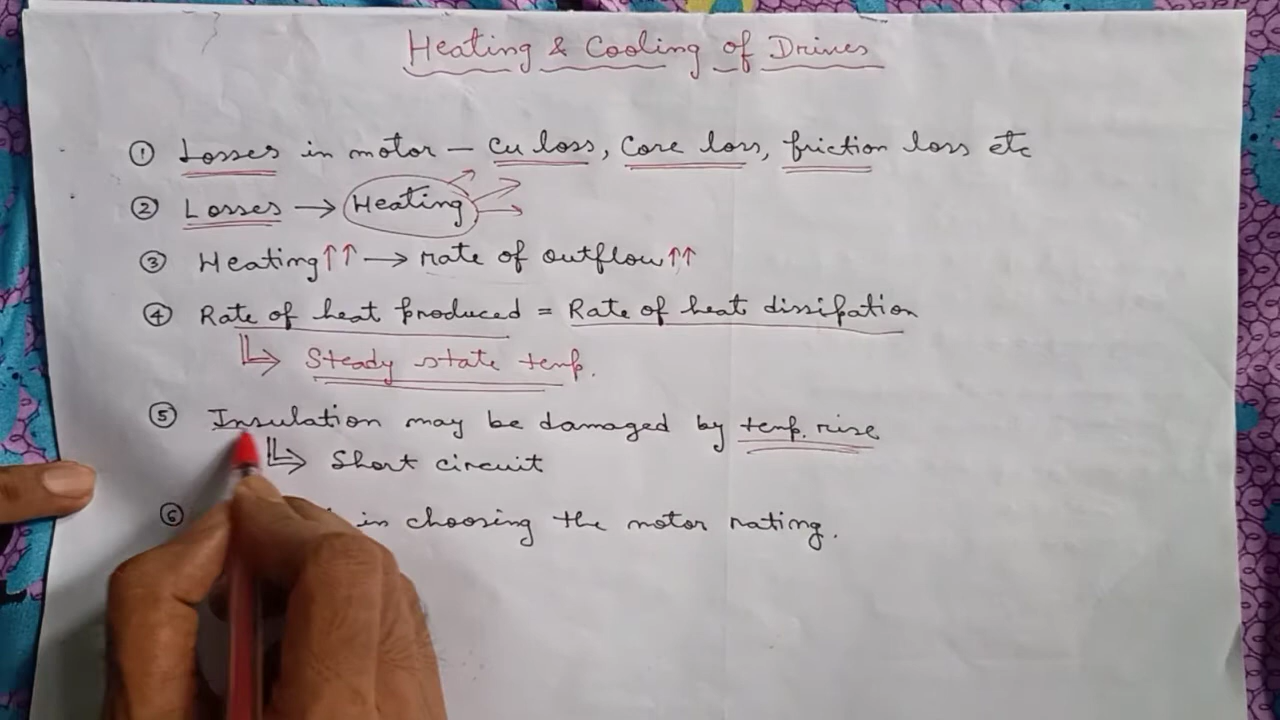 Heating & Cooling of Drives
① Losses in motor — Cu loss, Core loss, friction loss etc
② Losses → Heating
③ Heating ↑↑ → rate of outflow ↑↑
④ Rate of heat produced = Rate of heat dissipation
Steady state temp.
⑤ Insulation may be damaged by temp. rise
Short circuit
⑥ in choosing the motor rating.